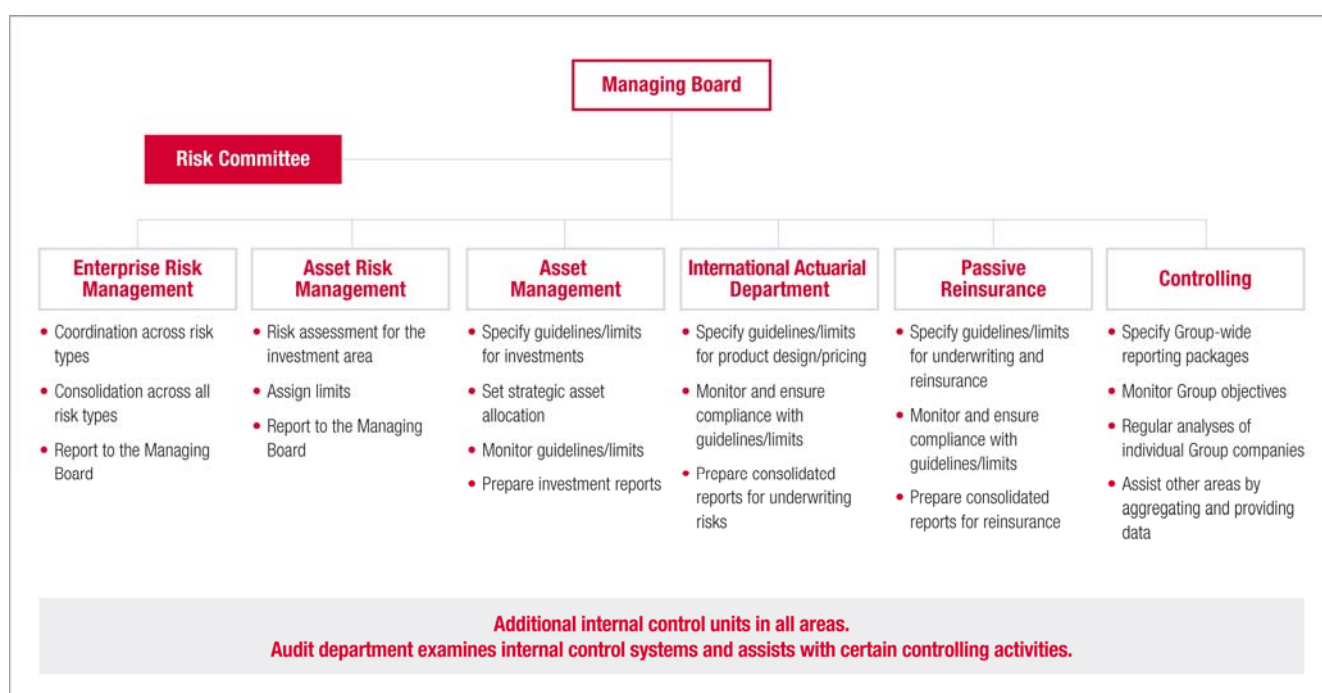 Managing Board
Risk Committee
Enterprise Risk
Management
• Coordination across risk
types
• Consolidation across all
risk types
• Report to the Managing
Board
Asset Risk
Management
• Risk assessment for the
investment area
• Assign limits
• Report to the Managing
Board
Asset
Management
• Specify guidelines/limits
for investments
• Set strategic asset
allocation
• Monitor guidelines/limits
• Prepare investment reports
International Actuarial
Department
• Specify guidelines/limits
for product design/pricing
• Monitor and ensure
compliance with
guidelines/limits
• Prepare consolidated
reports for underwriting
risks
Passive
Reinsurance
• Specify guidelines/limits
for underwriting and
reinsurance
• Monitor and ensure
compliance with
guidelines/limits
• Prepare consolidated
reports for reinsurance
Controlling
• Specify Group-wide
reporting packages
• Monitor Group objectives
• Regular analyses of
individual Group companies
• Assist other areas by
aggregating and providing
data
Additional internal control units in all areas.
Audit department examines internal control systems and assists with certain controlling activities.